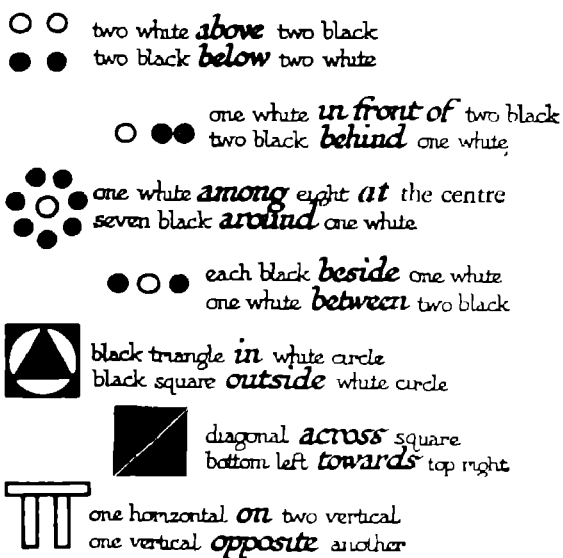 two white above two black
two black below two white
one white in front of two black
two black behind one white
one white among eight at the centre
seven black around one white
each black beside one white
one white between two black
black triangle in white circle
black square outside white circle
diagonal across square
bottom left towards top right
one horizontal on two vertical
one vertical opposite another